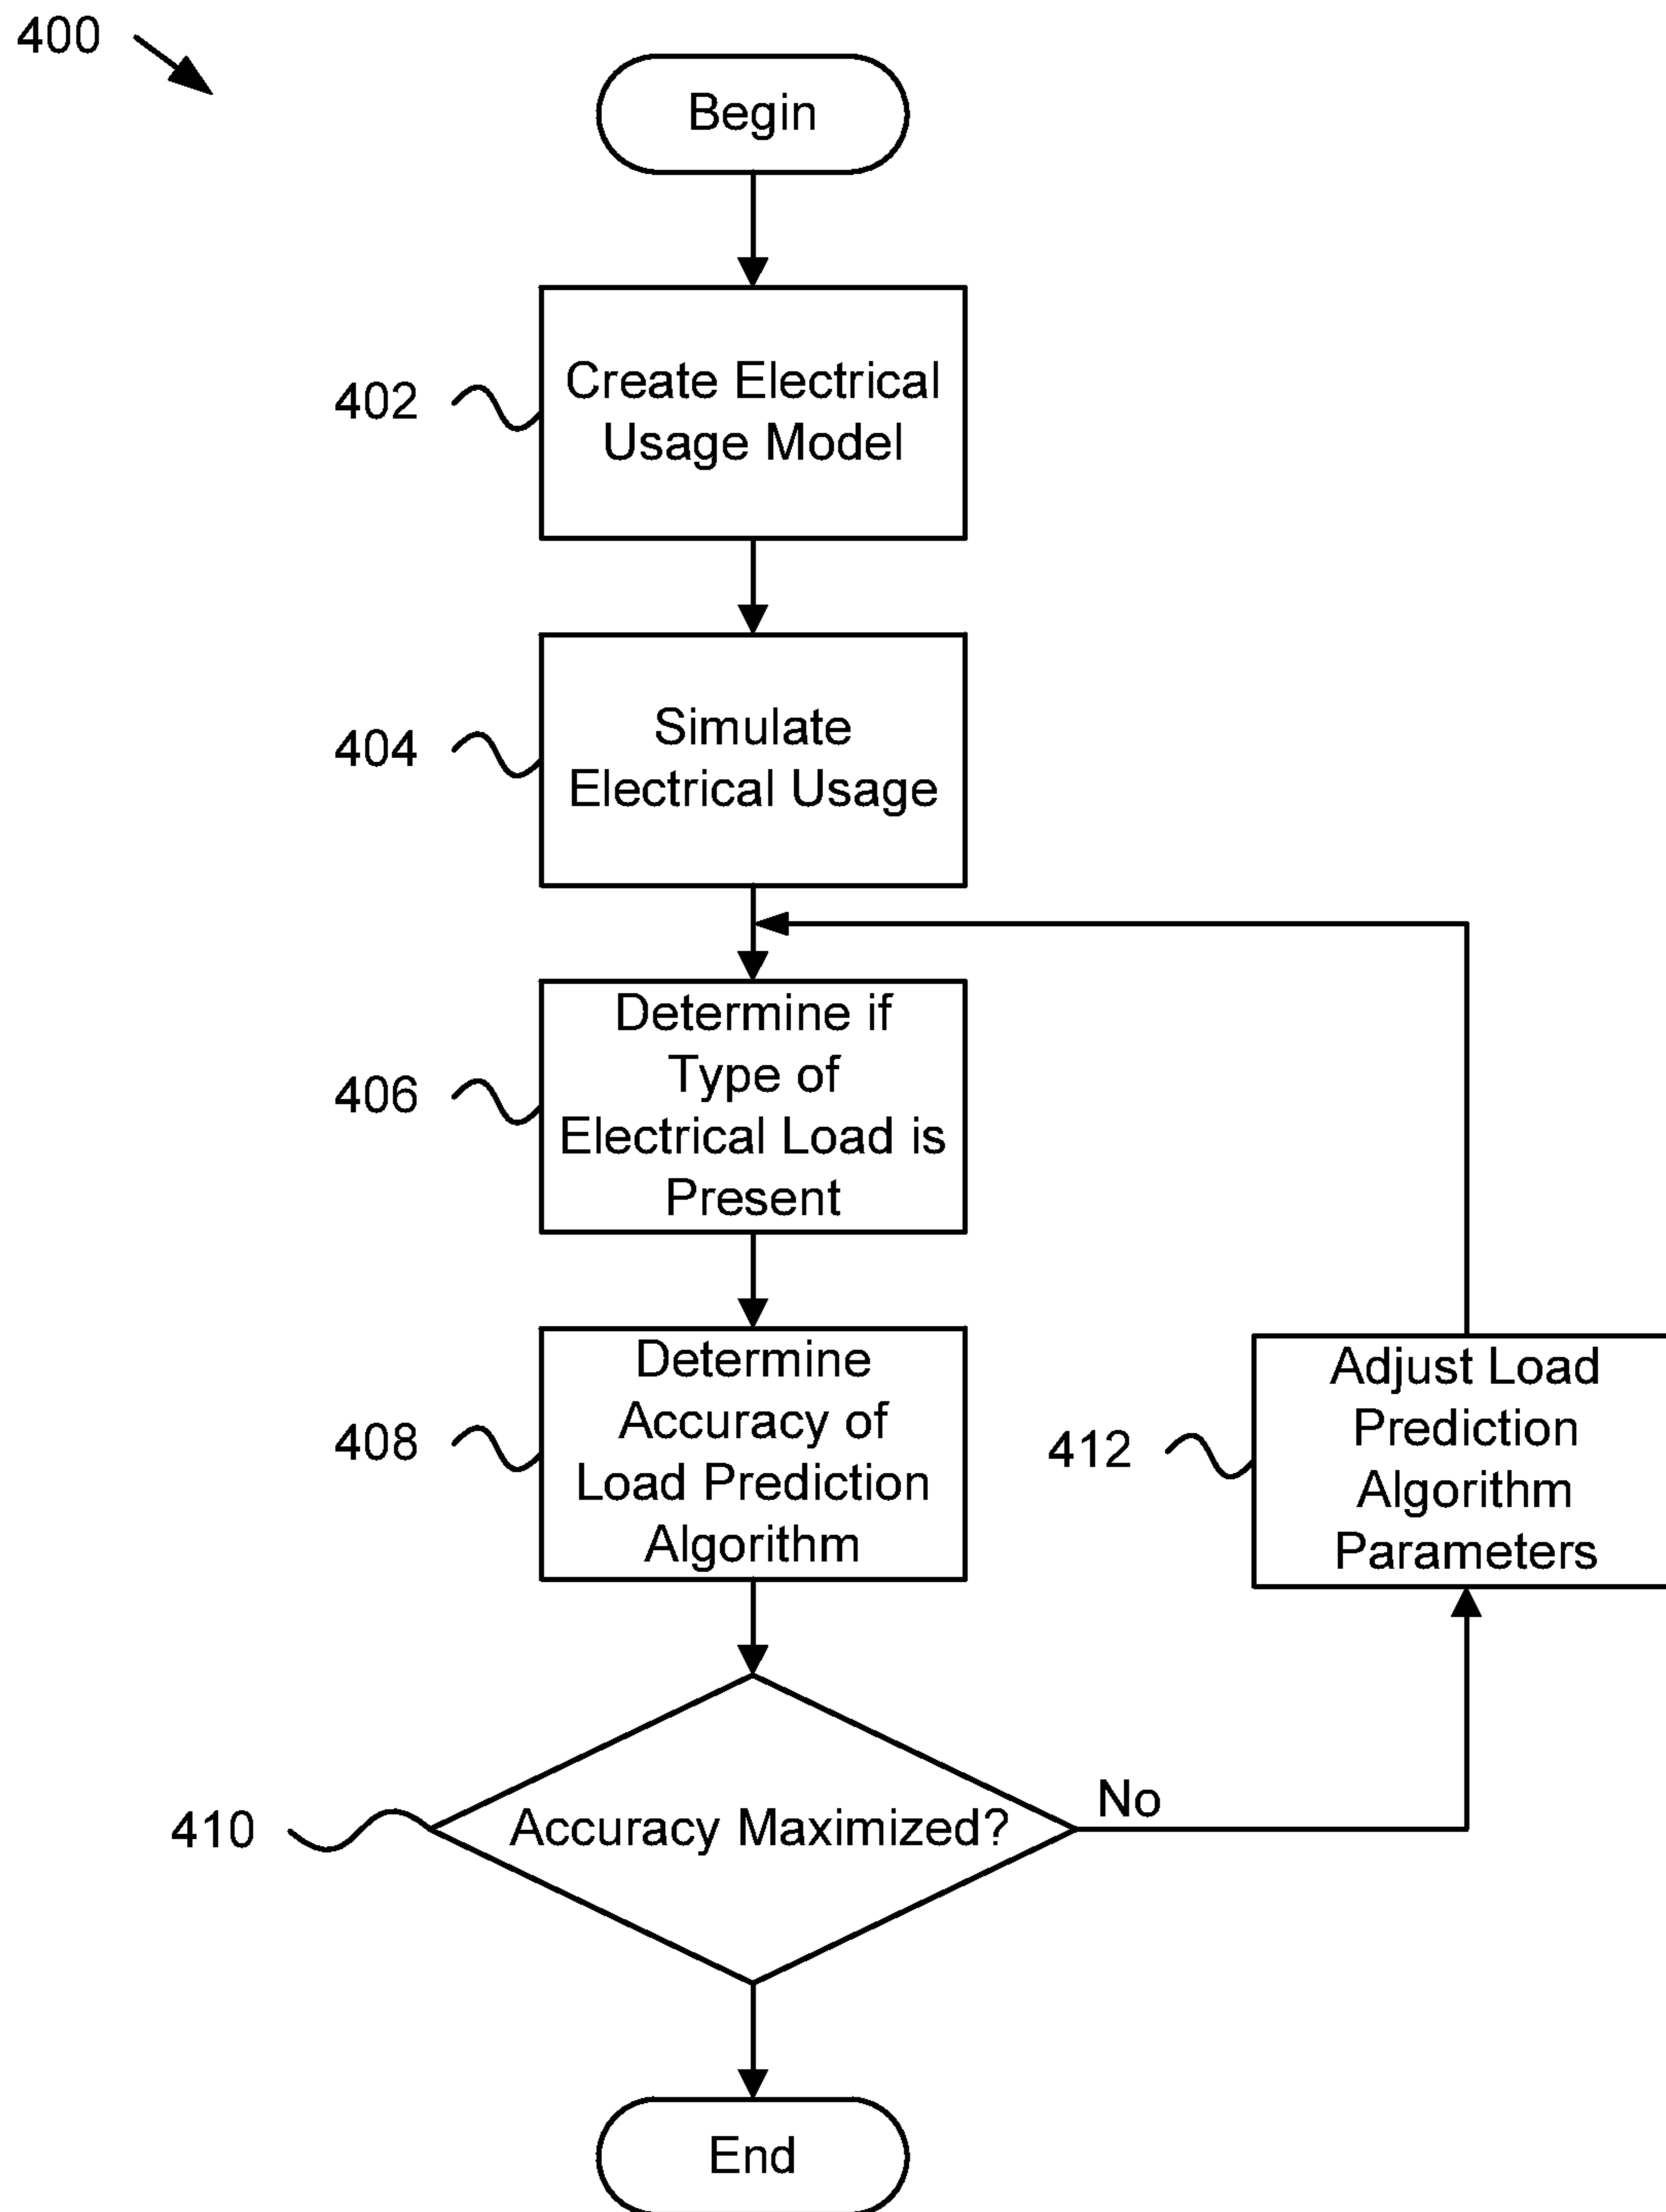 400
Begin
402
Create Electrical
Usage Model
404
Simulate
Electrical Usage
406
Determine if
Type of
Electrical Load is
Present
408
Determine
Accuracy of
Load Prediction
Algorithm
412
Adjust Load
Prediction
Algorithm
Parameters
410
Accuracy Maximized?
No
End